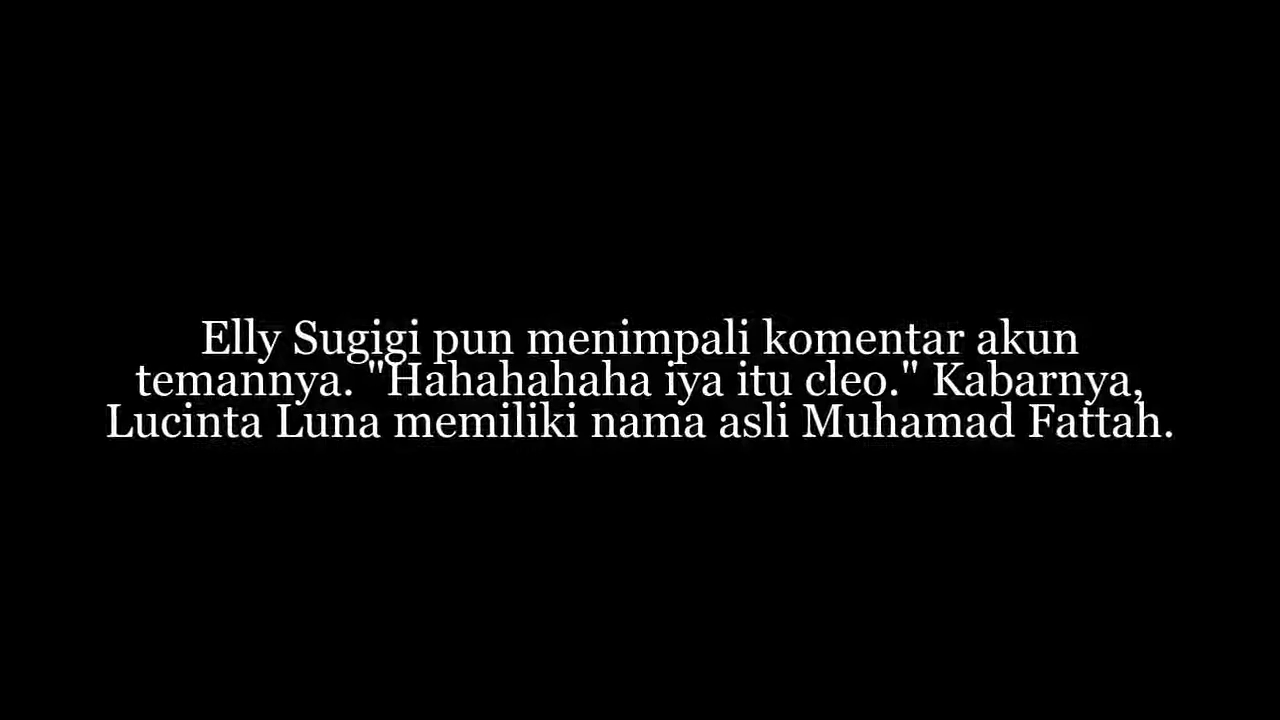 Elly Sugigi pun menimpali komentar akun
temannya. "Hahahahaha iya itu cleo." Kabarnya,
Lucinta Luna memiliki nama asli Muhamad Fattah.